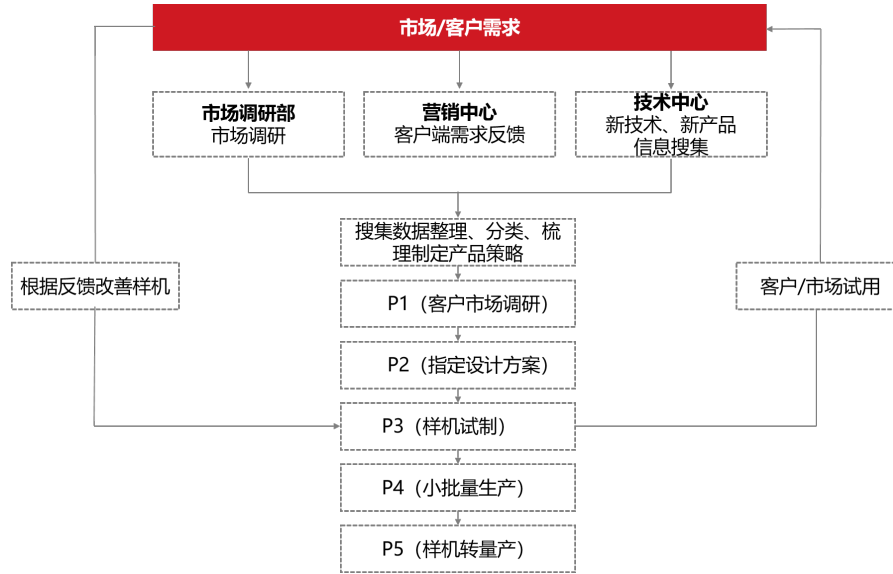 市场/客户需求
市场调研部
市场调研
营销中心
客户端需求反馈
技术中心
新技术、新产品
信息搜集
搜集数据整理、分类、梳
理制定产品策略
根据反馈改善样机
P1（客户市场调研）
客户/市场试用
P2（指定设计方案）
P3（样机试制）
P4（小批量生产）
P5（样机转量产）